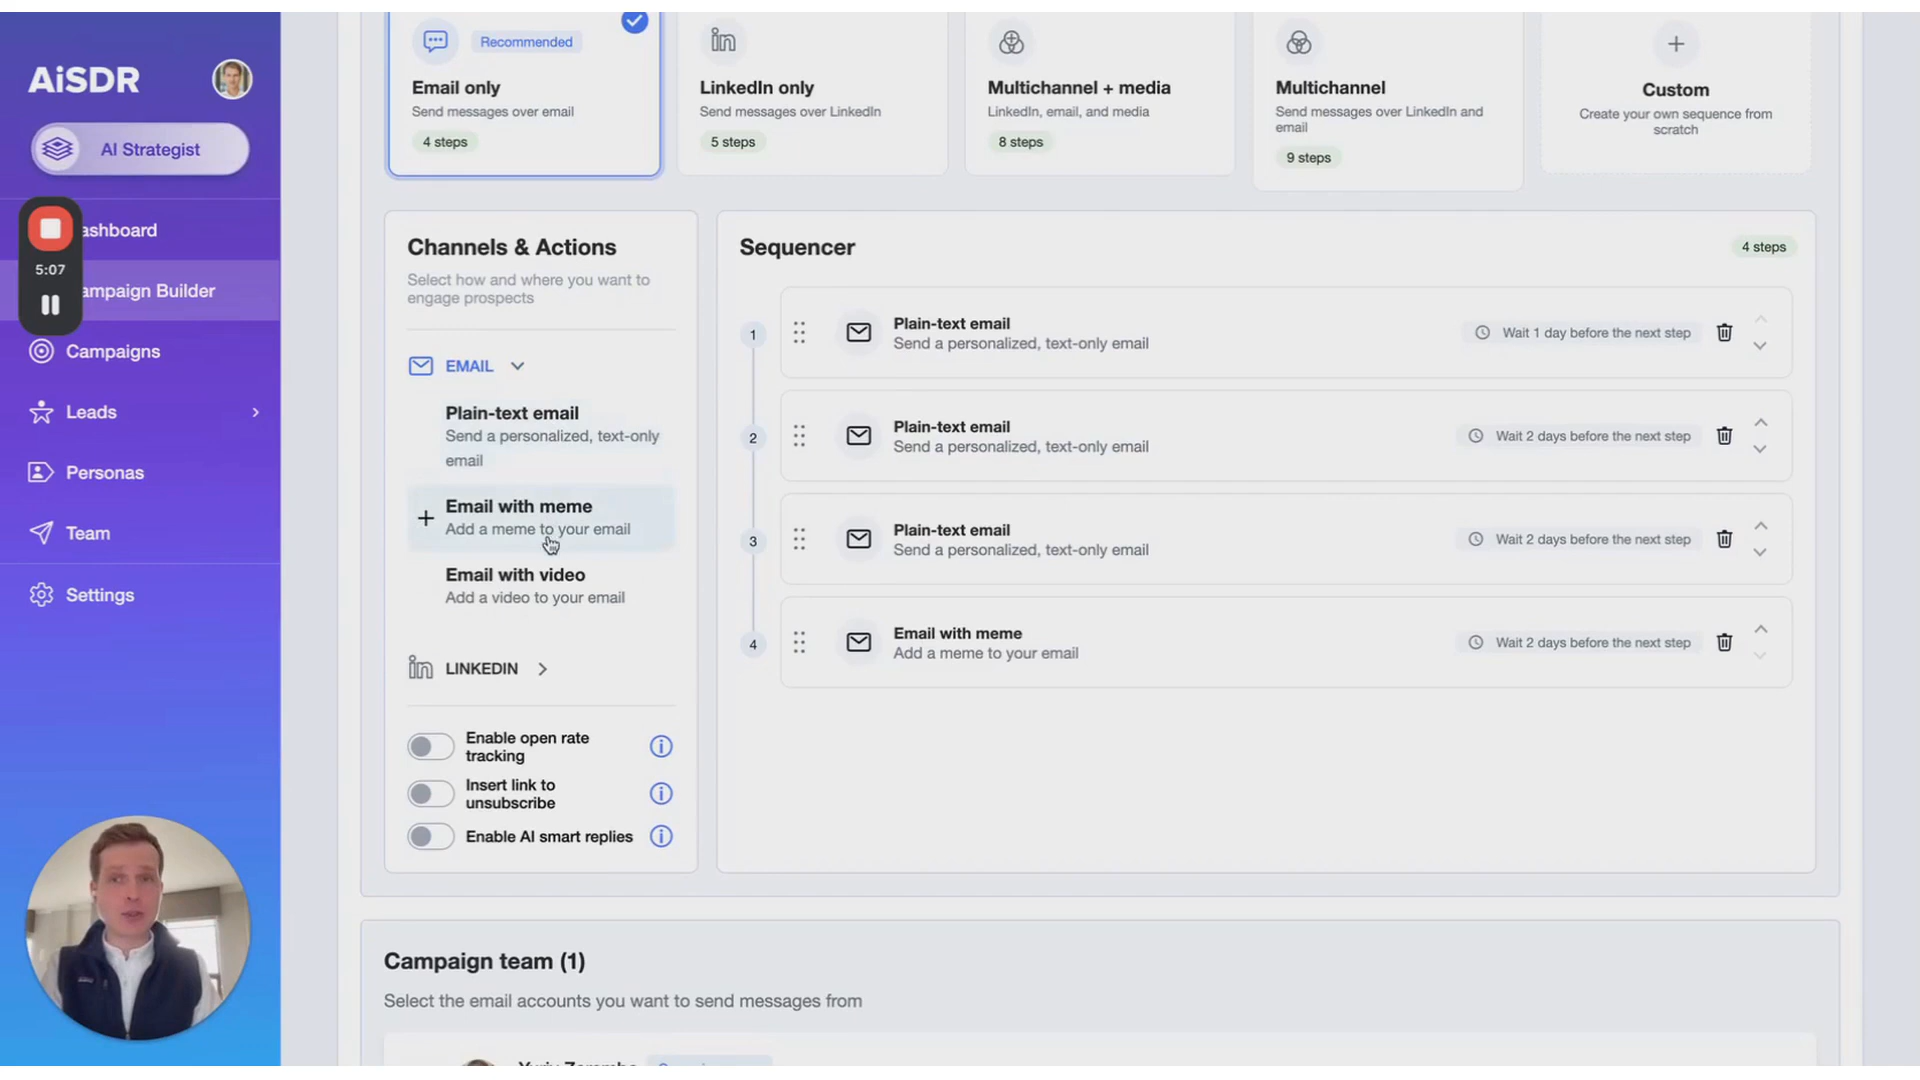 AiSDR
AI Strategist
ashboard
5:07
ampaign Builder
Campaigns
Leads
Personas
Team
Settings
Recommended
Email only
Send messages over email
4 steps
LinkedIn only
Send messages over LinkedIn
5 steps
Multichannel + media
LinkedIn, email, and media
8 steps
Multichannel
Send messages over LinkedIn and
email
9 steps
Custom
Create your own sequence from
scratch
Channels & Actions
Select how and where you want to
engage prospects
EMAIL
Plain-text email
Send a personalized, text-only
email
Email with meme
Add a meme to your email
Email with video
Add a video to your email
LINKEDIN
Enable open rate
tracking
Insert link to
unsubscribe
Enable AI smart replies
Sequencer
4 steps
1
Plain-text email
Send a personalized, text-only email
Wait 1 day before the next step
2
Plain-text email
Send a personalized, text-only email
Wait 2 days before the next step
3
Plain-text email
Send a personalized, text-only email
Wait 2 days before the next step
4
Email with meme
Add a meme to your email
Wait 2 days before the next step
Campaign team (1)
Select the email accounts you want to send messages from